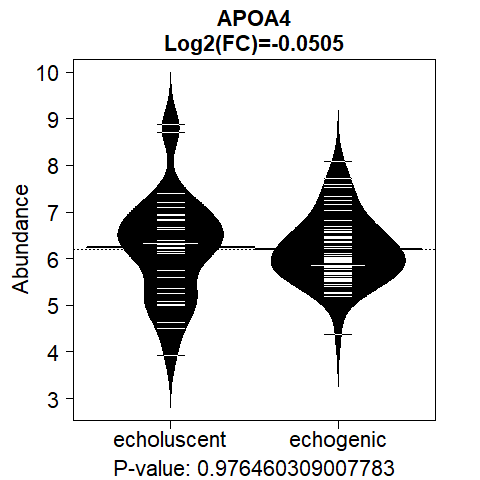 APOA4
Log2(FC)=-0.0505
Abundance
10
9
8
7
6
5
4
3
echoluscent echogenic
P-value: 0.976460309007783